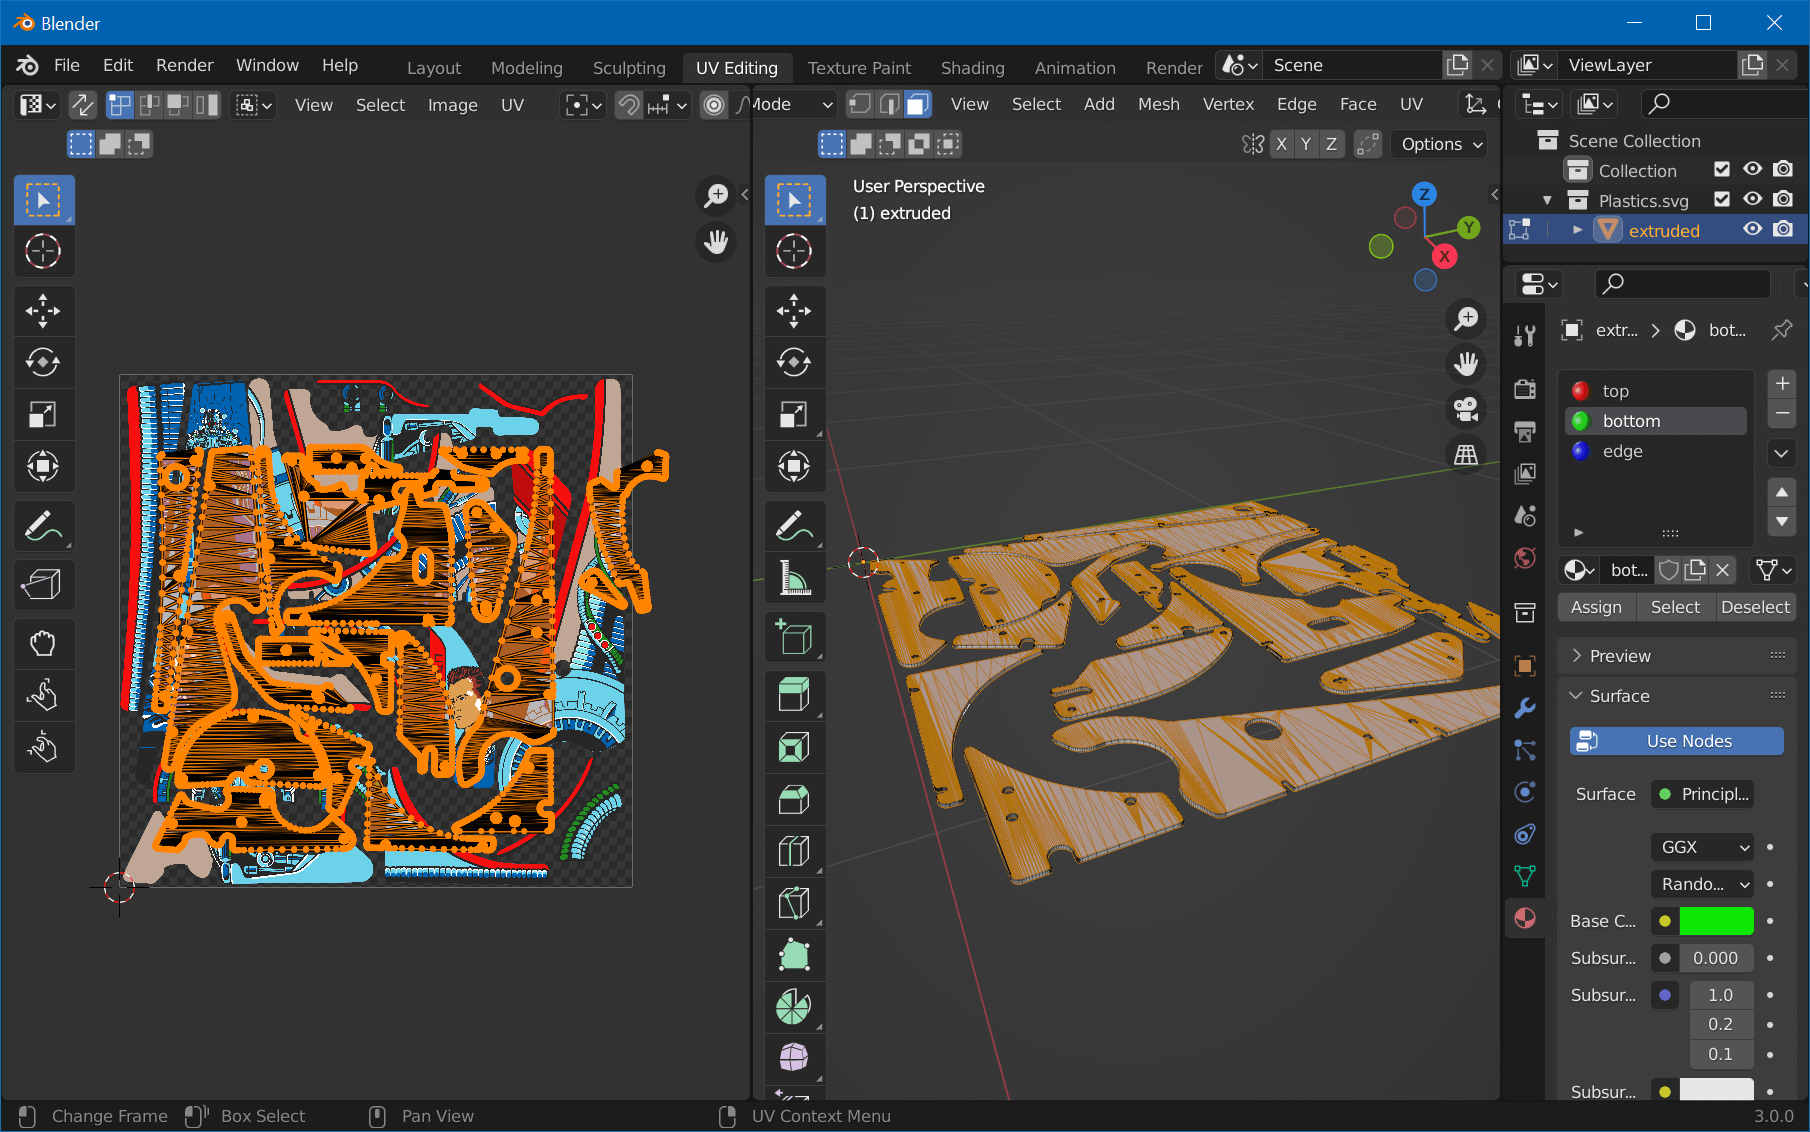 Blender
File Edit Render Window Help Layout Modeling Sculpting UV Editing Texture Paint Shading Animation Render Scene ViewLayer
View Select Image UV Mode View Select Add Mesh Vertex Edge Face UV
X Y Z Options
User Perspective
(1) extruded
Z
Y
X
Scene Collection
Collection
Plastics.svg
extruded
extr... bot...
top
bottom
edge
bot...
Assign Select Deselect
Preview
Surface
Use Nodes
Surface Principl...
GGX
Rando...
Base C...
Subsur... 0.000
Subsur... 1.0
0.2
0.1
Subsur...
Change Frame Box Select Pan View UV Context Menu 3.0.0